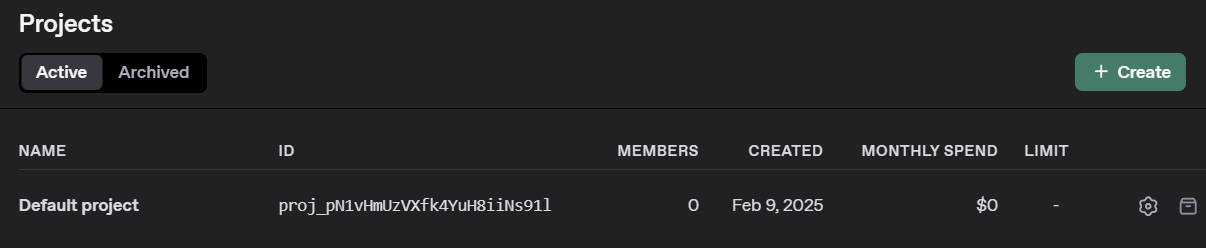 Projects
Active Archived + Create
NAME ID MEMBERS CREATED MONTHLY SPEND LIMIT
Default project proj_pN1vHmUzVXfk4YuH8iiNs91l 0 Feb 9, 2025 $0 -